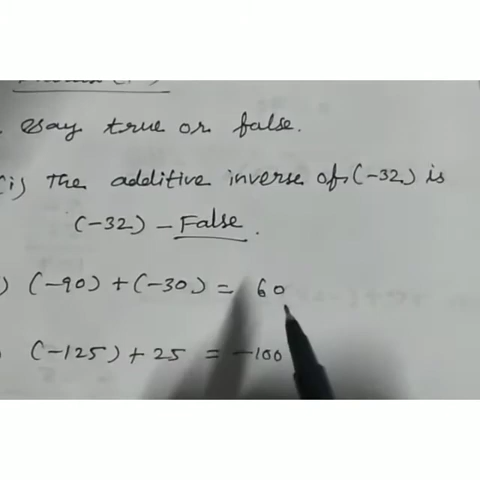 say true or false.
(i) The additive inverse of (-32) is
(-32) - False.
) (-90) + (-30) = 60
) (-125) + 25 = -100